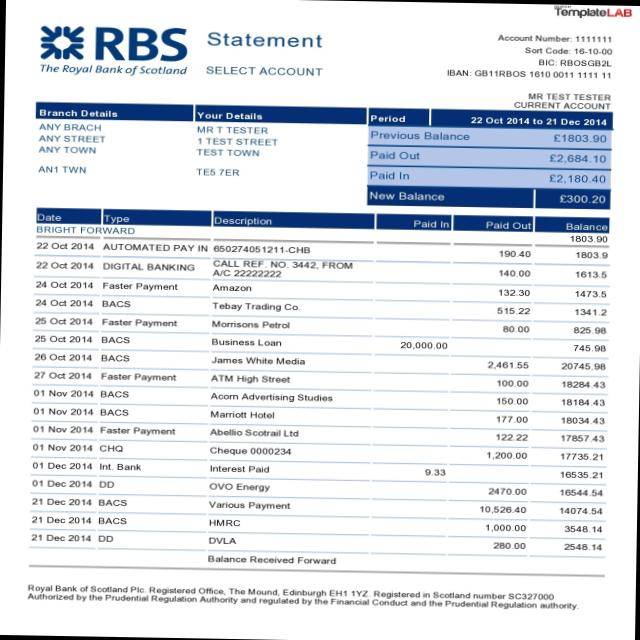 TemplateLAB
RBS
The Royal Bank of Scotland
Statement
SELECT ACCOUNT
Account Number: 1111111
Sort Code: 16-10-00
BIC: RBOSGB2L
IBAN: GB11RBOS 1610 0011 1111 11
MR TEST TESTER
CURRENT ACCOUNT
Branch Details Your Details Period 22 Oct 2014 to 21 Dec 2014
ANY BRACH MR T TESTER Previous Balance £1803.90
ANY STREET 1 TEST STREET
ANY TOWN TEST TOWN Paid Out £2,684.10
AN1 TWN TE5 7ER Paid In £2,180.40
New Balance £300.20
Date Type Description Paid In Paid Out Balance
BRIGHT FORWARD 1803.90
22 Oct 2014 AUTOMATED PAY IN 650274051211-CHB 190.40 1803.9
22 Oct 2014 DIGITAL BANKING CALL REF. NO. 3442, FROM
A/C 22222222 140.00 1613.5
24 Oct 2014 Faster Payment Amazon 132.30 1473.5
24 Oct 2014 BACS Tebay Trading Co. 515.22 1341.2
25 Oct 2014 Faster Payment Morrisons Petrol 80.00 825.98
25 Oct 2014 BACS Business Loan 20,000.00 745.98
26 Oct 2014 BACS James White Media 2,461.55 20745.98
27 Oct 2014 Faster Payment ATM High Street 100.00 18284.43
01 Nov 2014 BACS Acorn Advertising Studies 150.00 18184.43
01 Nov 2014 BACS Marriott Hotel 177.00 18034.43
01 Nov 2014 Faster Payment Abellio Scotrail Ltd 122.22 17857.43
01 Nov 2014 CHQ Cheque 0000234 1,200.00 17735.21
01 Dec 2014 Int. Bank Interest Paid 9.33 16535.21
01 Dec 2014 DD OVO Energy 2470.00 16544.54
21 Dec 2014 BACS Various Payment 10,526.40 14074.54
21 Dec 2014 BACS HMRC 1,000.00 3548.14
21 Dec 2014 DD DVLA 280.00 2548.14
Balance Received Forward
Royal Bank of Scotland Plc. Registered Office, The Mound, Edinburgh EH1 1YZ. Registered in Scotland number SC327000
Authorized by the Prudential Regulation Authority and regulated by the Financial Conduct and the Prudential Regulation authority.